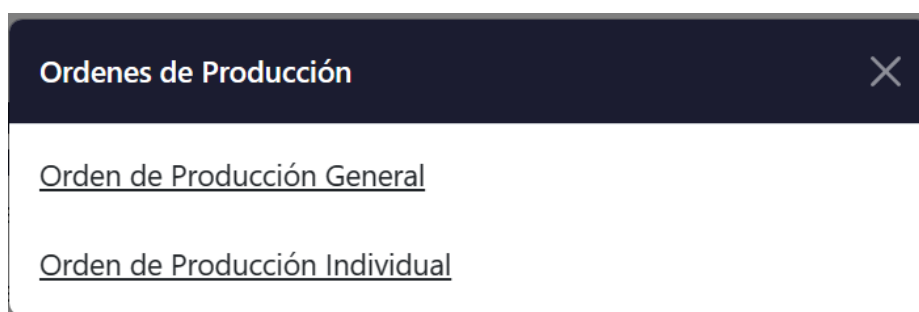 Ordenes de Producción
Orden de Producción General
Orden de Producción Individual